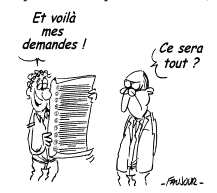 Et voilà
mes
demandes !
Ce sera
tout ?
-FAUJOUR-